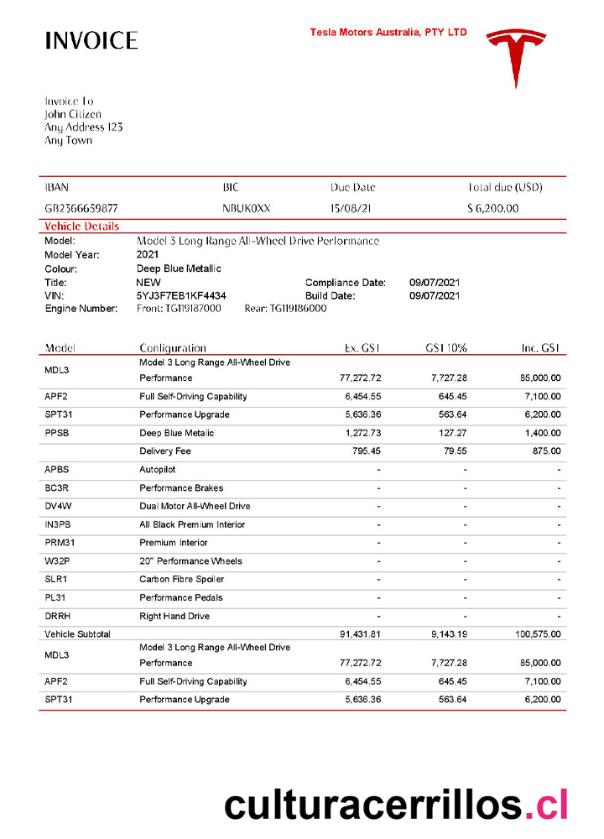 INVOICE
Tesla Motors Australia, PTY LTD
Invoice To
John Citizen
Any Address 123
Any Town
IBAN BIC Due Date Total due (USD)
GB2366659877 NBUK0XX 15/08/21 $ 6,200.00
Vehicle Details
Model: Model 3 Long Range All-Wheel Drive Performance
Model Year: 2021
Colour: Deep Blue Metallic
Title: NEW Compliance Date: 09/07/2021
VIN: 5YJ3F7EB1KF4434 Build Date: 09/07/2021
Engine Number: Front: TG119187000 Rear: TG119186000
Model Configuration Ex. GST GST 10% Inc. GST
MDL3 Model 3 Long Range All-Wheel Drive
Performance 77,272.72 7,727.28 85,000.00
APF2 Full Self-Driving Capability 6,454.55 645.45 7,100.00
SPT31 Performance Upgrade 5,636.36 563.64 6,200.00
PPSB Deep Blue Metalic 1,272.73 127.27 1,400.00
Delivery Fee 795.45 79.55 875.00
APBS Autopilot - - -
BC3R Performance Brakes - - -
DV4W Dual Motor All-Wheel Drive - - -
IN3PB All Black Premium Interior - - -
PRM31 Premium Interior - - -
W32P 20" Performance Wheels - - -
SLR1 Carbon Fibre Spoiler - - -
PL31 Performance Pedals - - -
DRRH Right Hand Drive - - -
Vehicle Subtotal 91,431.81 9,143.19 100,575.00
MDL3 Model 3 Long Range All-Wheel Drive
Performance 77,272.72 7,727.28 85,000.00
APF2 Full Self-Driving Capability 6,454.55 645.45 7,100.00
SPT31 Performance Upgrade 5,636.36 563.64 6,200.00
culturacerrillos.cl